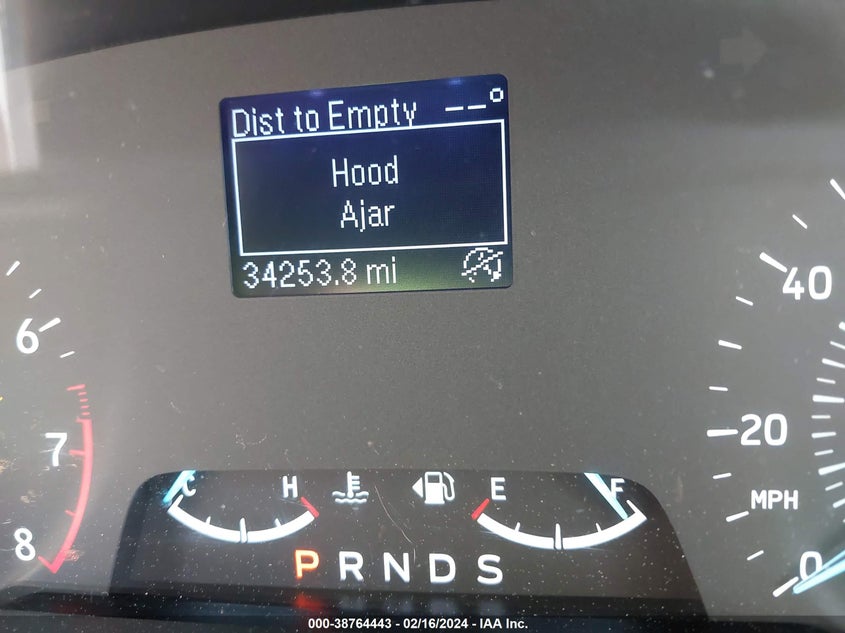 Dist to Empty --°
Hood
Ajar
34253.8 mi
40
6
20
7
C H E F
MPH
8
P R N D S
0
000-38764443 - 02/16/2024 - IAA Inc.